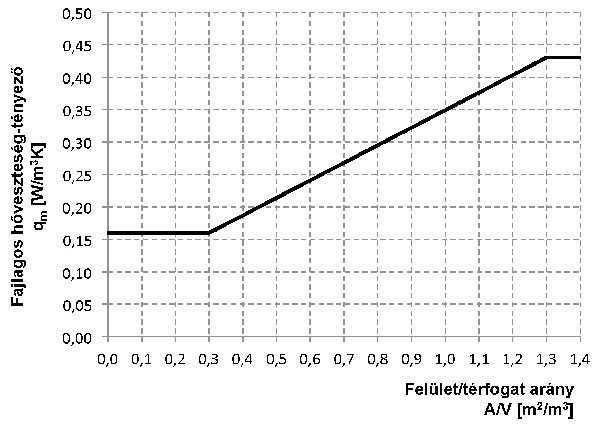 Fajlagos hőveszteség-tényező
qm [W/m³K]
0,50
0,45
0,40
0,35
0,30
0,25
0,20
0,15
0,10
0,05
0,00
0,0 0,1 0,2 0,3 0,4 0,5 0,6 0,7 0,8 0,9 1,0 1,1 1,2 1,3 1,4
Felület/térfogat arány
A/V [m²/m³]